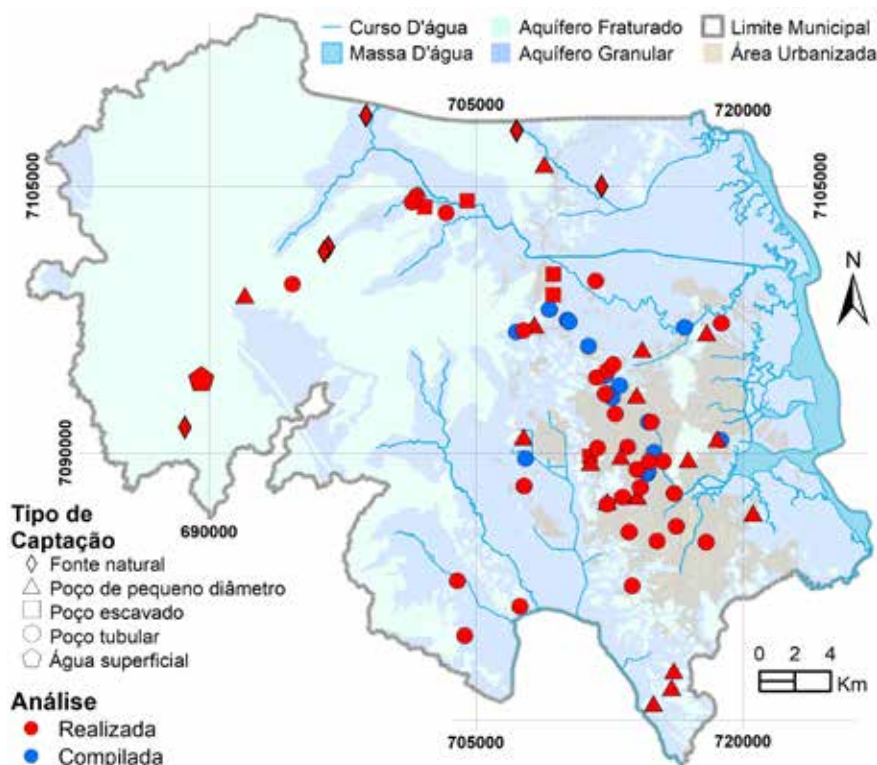 Curso D'água Aquífero Fraturado Limite Municipal
Massa D'água Aquífero Granular Área Urbanizada
705000 720000
7105000 7105000
N
7090000 7090000
690000
Tipo de
Captação
Fonte natural
Poço de pequeno diâmetro
Poço escavado
Poço tubular
Água superficial
0 2 4
Km
Análise
Realizada
Compilada
705000 720000